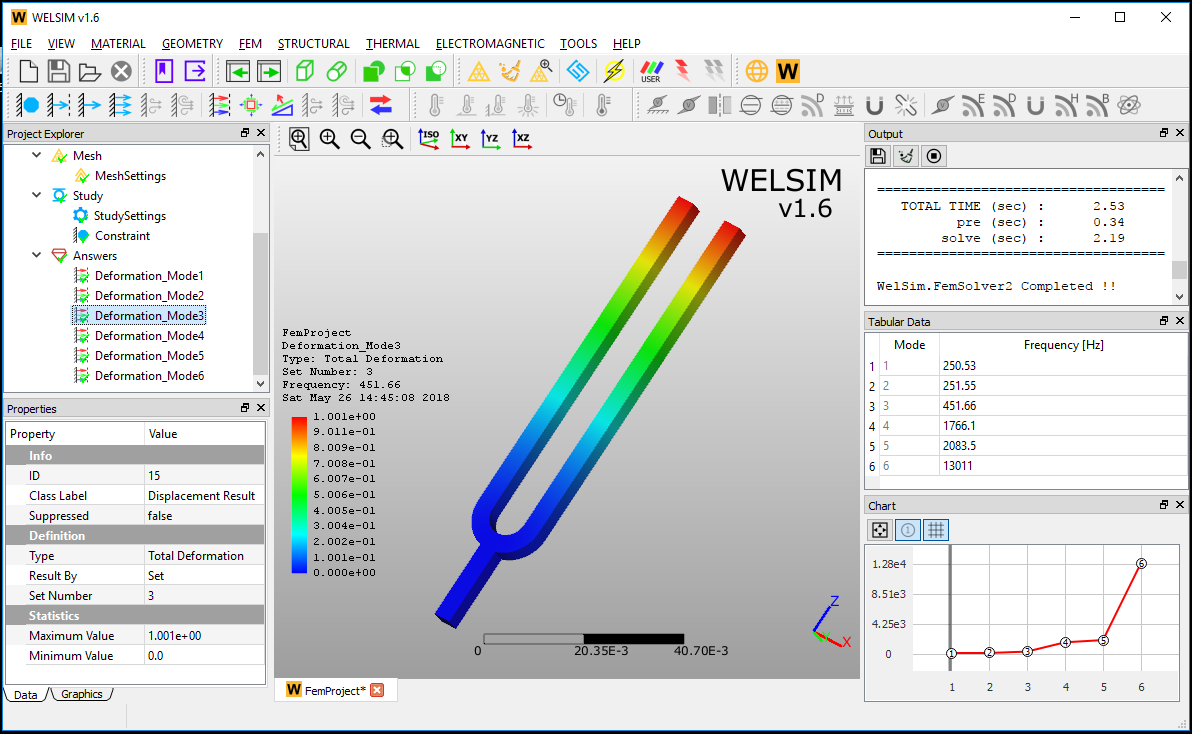 W WELSIM v1.6
FILE VIEW MATERIAL GEOMETRY FEM STRUCTURAL THERMAL ELECTROMAGNETIC TOOLS HELP
USER W
E D H B
D
Project Explorer
Mesh
MeshSettings
Study
StudySettings
Constraint
Answers
Deformation_Mode1
Deformation_Mode2
Deformation_Mode3
Deformation_Mode4
Deformation_Mode5
Deformation_Mode6
Properties
Property Value
Info
ID 15
Class Label Displacement Result
Suppressed false
Definition
Type Total Deformation
Result By Set
Set Number 3
Statistics
Maximum Value 1.001e+00
Minimum Value 0.0
Data Graphics
ISO XY YZ XZ
WELSIM
v1.6
FemProject
Deformation_Mode3
Type: Total Deformation
Set Number: 3
Frequency: 451.66
Sat May 26 14:45:08 2018
1.001e+00
9.011e-01
8.009e-01
7.008e-01
6.007e-01
5.006e-01
4.005e-01
3.004e-01
2.002e-01
1.001e-01
0.000e+00
0 20.35E-3 40.70E-3
Z
X
W FemProject*
Output
=====================================
TOTAL TIME (sec) : 2.53
pre (sec) : 0.34
solve (sec) : 2.19
=====================================
WelSim.FemSolver2 Completed !!
Tabular Data
Mode Frequency [Hz]
1 1 250.53
2 2 251.55
3 3 451.66
4 4 1766.1
5 5 2083.5
6 6 13011
Chart
1.28e4
8.51e3
4.25e3
0
1 2 3 4 5 6
1 2 3 4 5 6